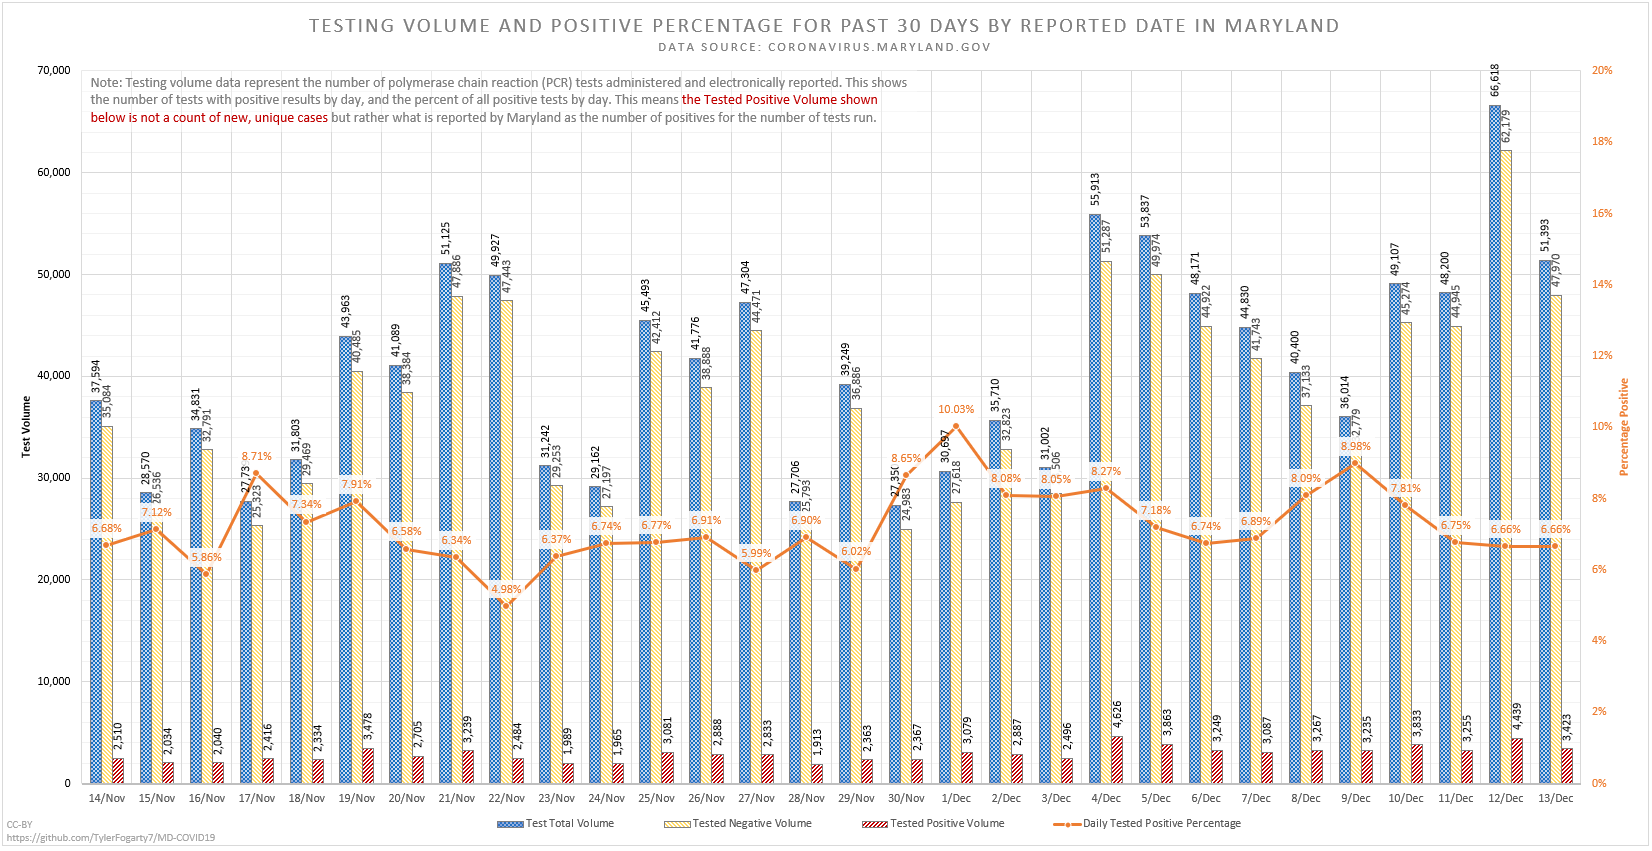 TESTING VOLUME AND POSITIVE PERCENTAGE FOR PAST 30 DAYS BY REPORTED DATE IN MARYLAND
DATA SOURCE: CORONAVIRUS.MARYLAND.GOV
Note: Testing volume data represent the number of polymerase chain reaction (PCR) tests administered and electronically reported. This shows
the number of tests with positive results by day, and the percent of all positive tests by day. This means the Tested Positive Volume shown
below is not a count of new, unique cases but rather what is reported by Maryland as the number of positives for the number of tests run.
Test Volume
70,000
60,000
50,000
40,000
30,000
20,000
10,000
0
Percentage Positive
20%
18%
16%
14%
12%
10%
8%
6%
4%
2%
0%
37,594 35,084 6.68% 2,510 14/Nov
28,570 26,536 7.12% 2,034 15/Nov
34,831 32,791 5.86% 2,040 16/Nov
25,323 8.71% 2,416 17/Nov
31,803 29,469 7.34% 2,334 18/Nov
43,963 40,485 7.91% 3,478 19/Nov
41,089 38,384 6.58% 2,705 20/Nov
51,125 47,886 6.34% 3,239 21/Nov
49,927 47,443 4.98% 2,484 22/Nov
31,242 29,253 6.37% 1,989 23/Nov
29,162 27,197 6.74% 1,965 24/Nov
45,493 42,412 6.77% 3,081 25/Nov
41,776 38,888 6.91% 2,888 26/Nov
47,304 44,471 5.99% 2,833 27/Nov
27,706 25,793 6.90% 1,913 28/Nov
39,249 36,886 6.02% 2,363 29/Nov
27,350 24,983 8.65% 2,367 30/Nov
30,697 27,618 10.03% 3,079 1/Dec
35,710 32,823 8.08% 2,887 2/Dec
31,002 8.05% 2,496 3/Dec
55,913 51,287 8.27% 4,626 4/Dec
53,837 49,974 7.18% 3,863 5/Dec
48,171 44,922 6.74% 3,249 6/Dec
44,830 41,743 6.89% 3,087 7/Dec
40,400 37,133 8.09% 3,267 8/Dec
36,014 8.98% 3,235 9/Dec
49,107 45,274 7.81% 3,833 10/Dec
48,200 44,945 6.75% 3,255 11/Dec
66,618 62,179 6.66% 4,439 12/Dec
51,393 47,970 6.66% 3,423 13/Dec
Test Total Volume
Tested Negative Volume
Tested Positive Volume
Daily Tested Positive Percentage
CC-BY
https://github.com/TylerFogarty7/MD-COVID19